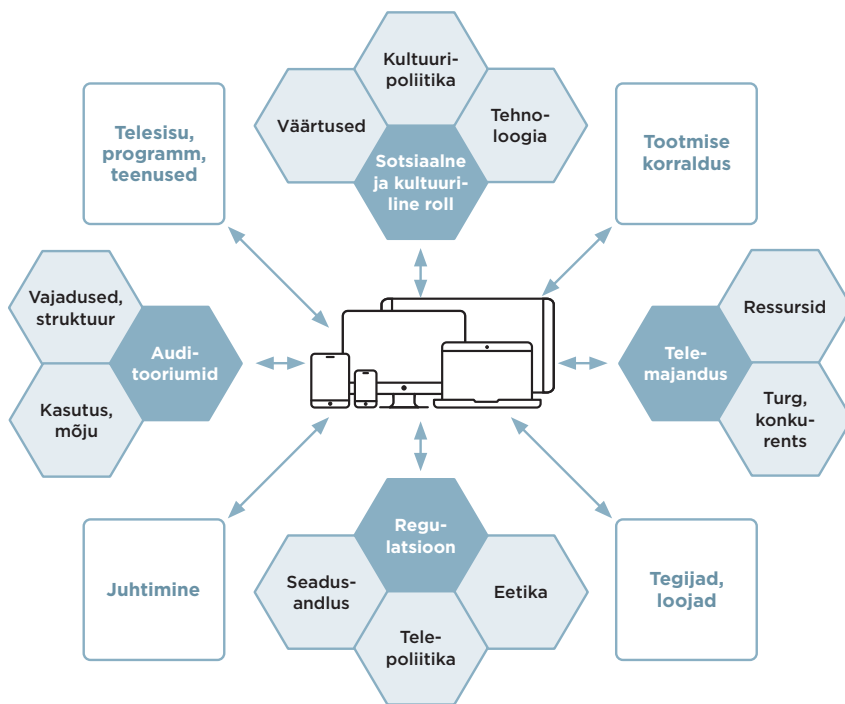 Kultuuri-
poliitika
Väärtused
Tehno-
loogia
Sotsiaalne
ja kultuuri-
line roll
Telesisu,
programm,
teenused
Tootmise
korraldus
Vajadused,
struktuur
Audi-
tooriumid
Kasutus,
mõju
Ressursid
Tele-
majandus
Turg,
konku-
rents
Juhtimine
Regu-
latsioon
Seadus-
andlus
Eetika
Tele-
poliitika
Tegijad,
loojad